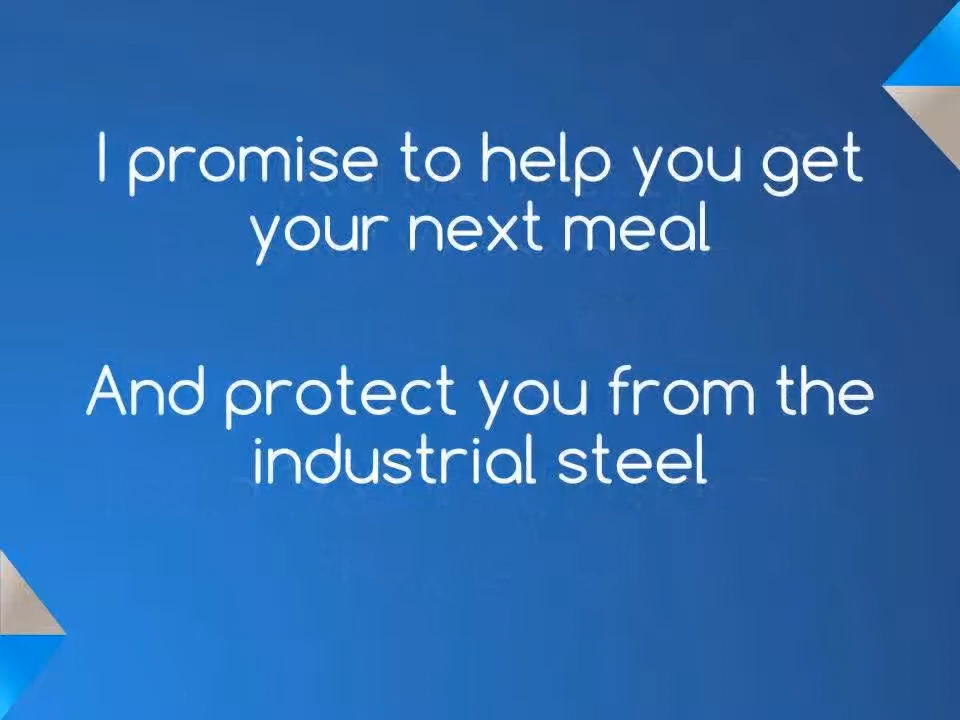 I promise to help you get
your next meal
And protect you from the
industrial steel